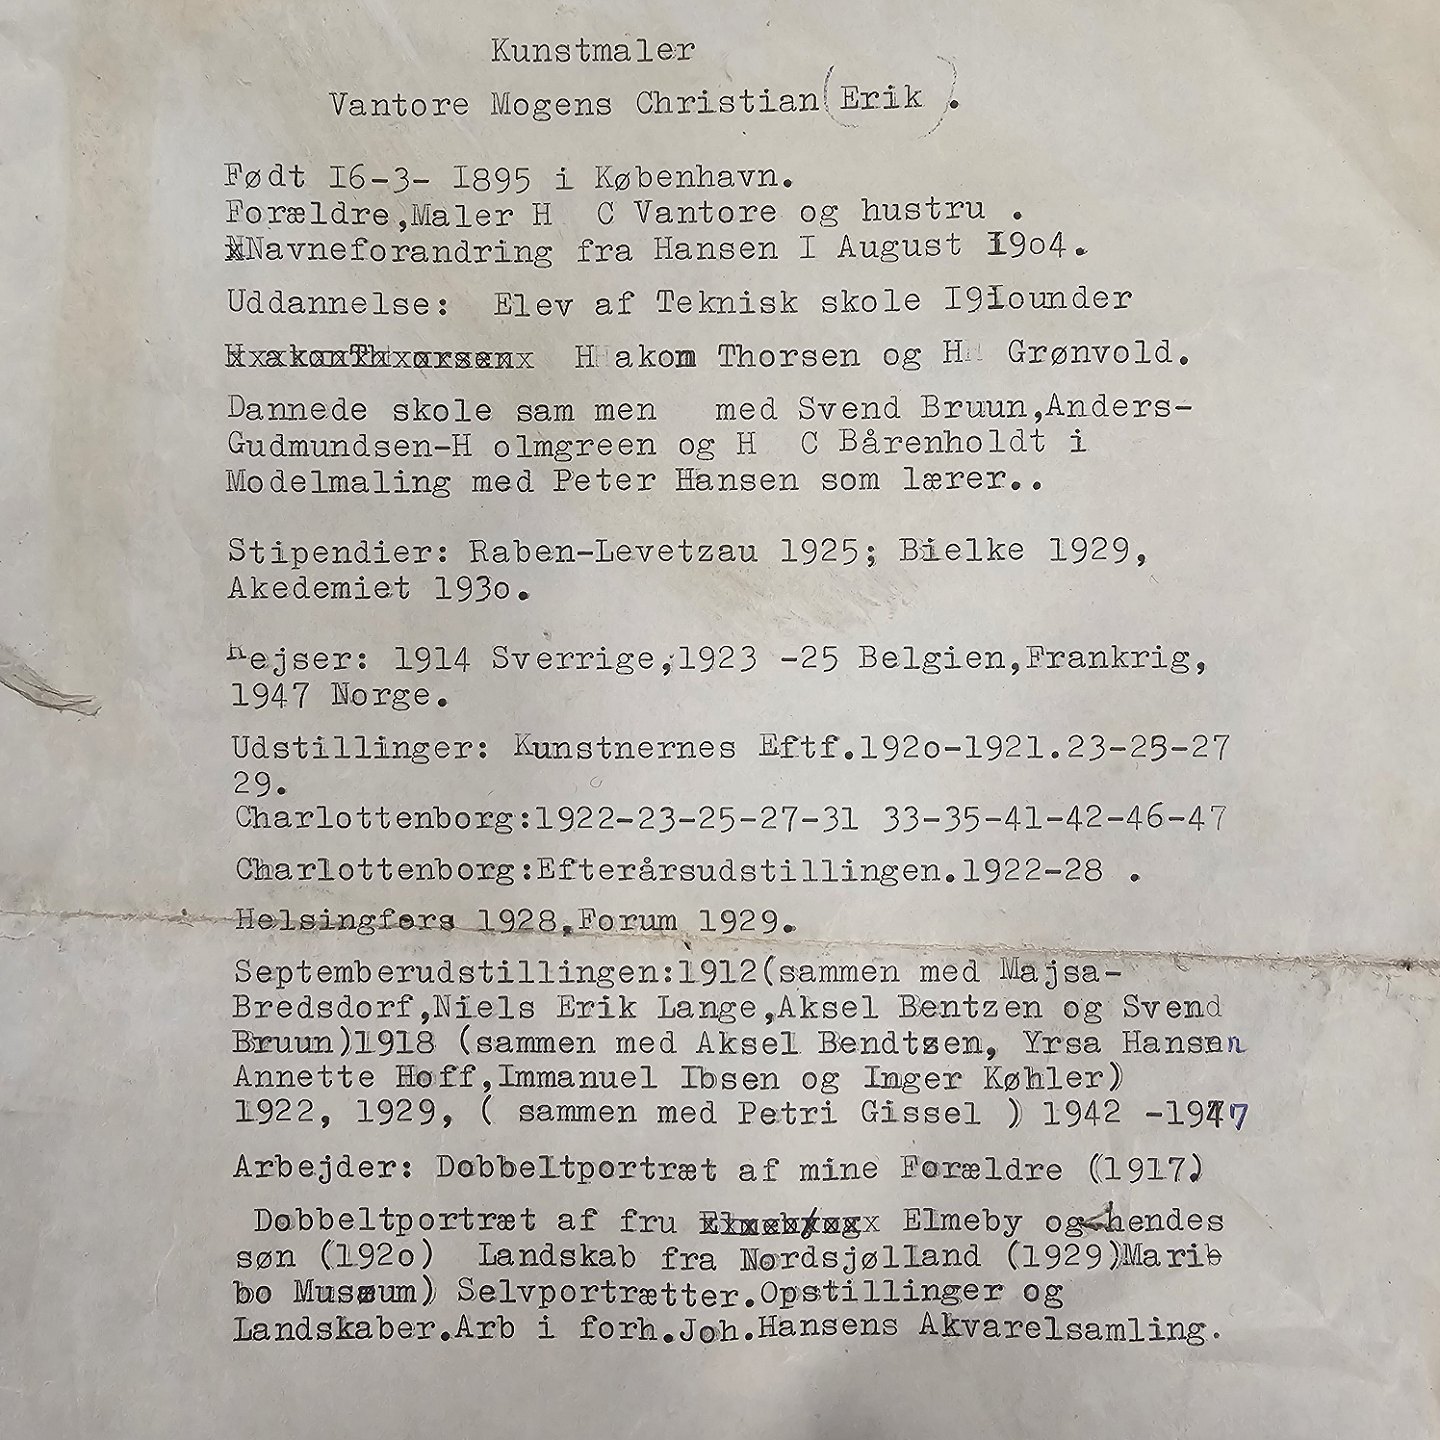 Kunstmaler
Vantore Mogens Christian(Erik ).
Født I6-3- I895 i København.
Forældre,Maler H  C Vantore og hustru .
NNavneforandring fra Hansen I August I9o4.
Uddannelse:  Elev af Teknisk skole I9Iounder
H akom Thorsen og H  Grønvold.
Dannede skole sam men   med Svend Bruun,Anders-
Gudmundsen-H olmgreen og H  C Bårenholdt i
Modelmaling med Peter Hansen som lærer..
Stipendier: Raben-Levetzau 1925; Bielke 1929,
Akedemiet 193o.
Rejser: 1914 Sverrige,1923 -25 Belgien,Frankrig,
1947 Norge.
Udstillinger: Kunstnernes Eftf.192o-1921.23-25-27
29.
Charlottenborg:1922-23-25-27-31 33-35-41-42-46-47
Charlottenborg:Efterårsudstillingen.1922-28 .
Helsingfors 1928,Forum 1929.
Septemberudstillingen:1912(sammen med Majsa-
Bredsdorf,Niels Erik Lange,Aksel Bentzen og Svend
Bruun)1918 (sammen med Aksel Bendtsen, Yrsa Hansen
Annette Hoff,Immanuel Ibsen og Inger Køhler)
1922, 1929, ( sammen med Petri Gissel ) 1942 -1947
Arbejder: Dobbeltportræt af mine Forældre (1917)
Dobbeltportræt af fru Elmeby og hendes
søn (192o)  Landskab fra Nordsjølland (1929)Marib
bo Museum) Selvportrætter.Opstillinger og
Landskaber.Arb i forh.Joh.Hansens Akvarelsamling.